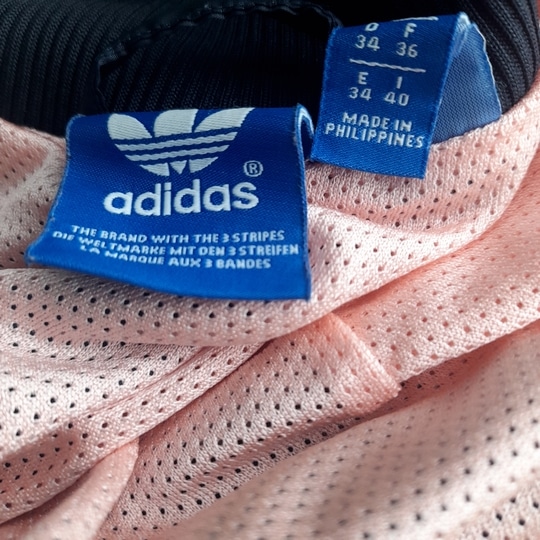 adidas®
THE BRAND WITH THE 3 STRIPES
DIE WELTMARKE MIT DEN 3 STREIFEN
LA MARQUE AUX 3 BANDES
D F
34 36
E I
34 40
MADE IN
PHILIPPINES